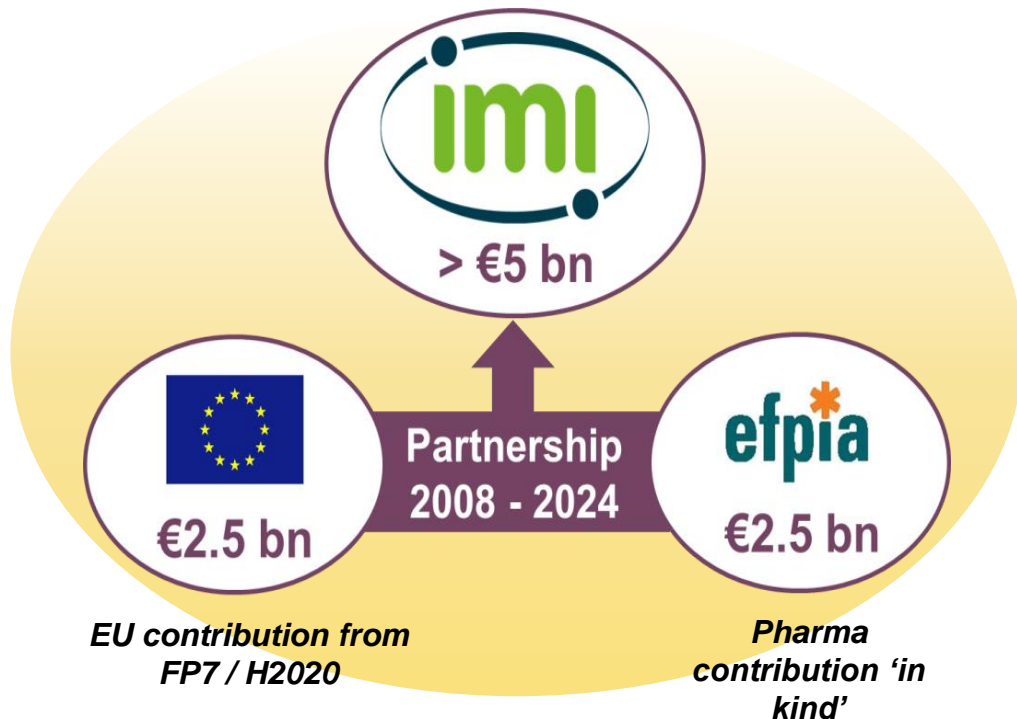 imi
> €5 bn
Partnership
2008 - 2024
€2.5 bn
efpia
€2.5 bn
EU contribution from
FP7 / H2020
Pharma
contribution ‘in
kind’